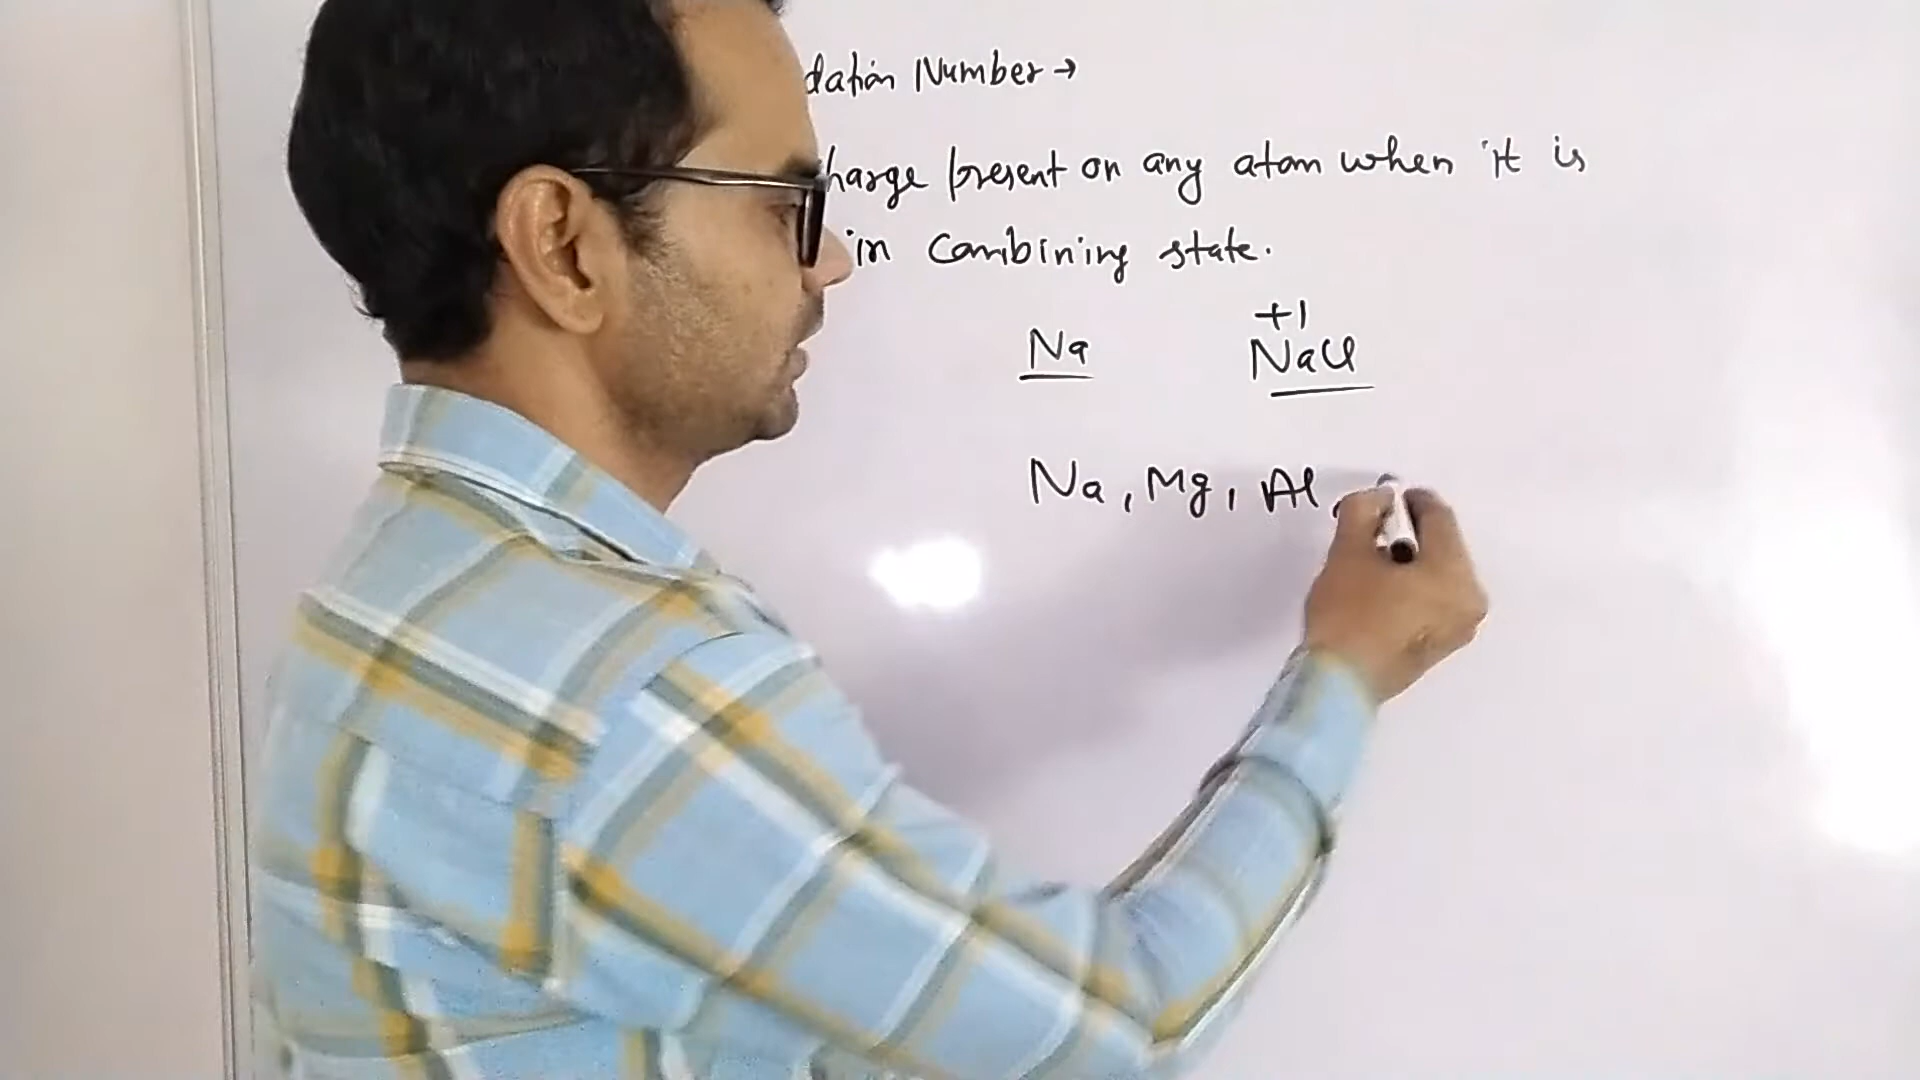 dation Number →
harge present on any atom when it is
in combining state.
+1
Na NaCl
Na, Mg, Al,